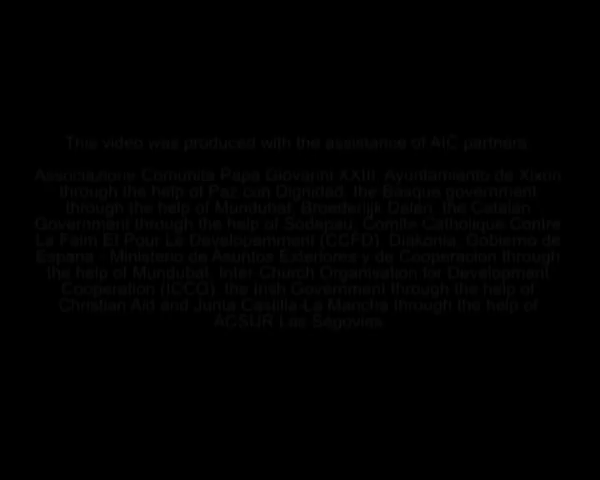 This video was produced with the assistance of AIC partners:
Associazione Comunita Papa Giovanni XXIII, Ayuntamiento de Xixon
through the help of Paz con Dignidad, the Basque government
through the help of Mundubat, Broederlijk Delen, the Catalan
Government through the help of Sodepau, Comite Catholique Contre
La Faim Et Pour Le Developpement (CCFD), Diakonia, Gobierno de
Espana - Ministerio de Asuntos Exteriores y de Cooperacion through
the help of Mundubat, Inter Church Organisation for Development
Cooperation (ICCO), the Irish Government through the help of
Christian Aid and Junta Castilla-La Mancha through the help of
ACSUR Las Segovias